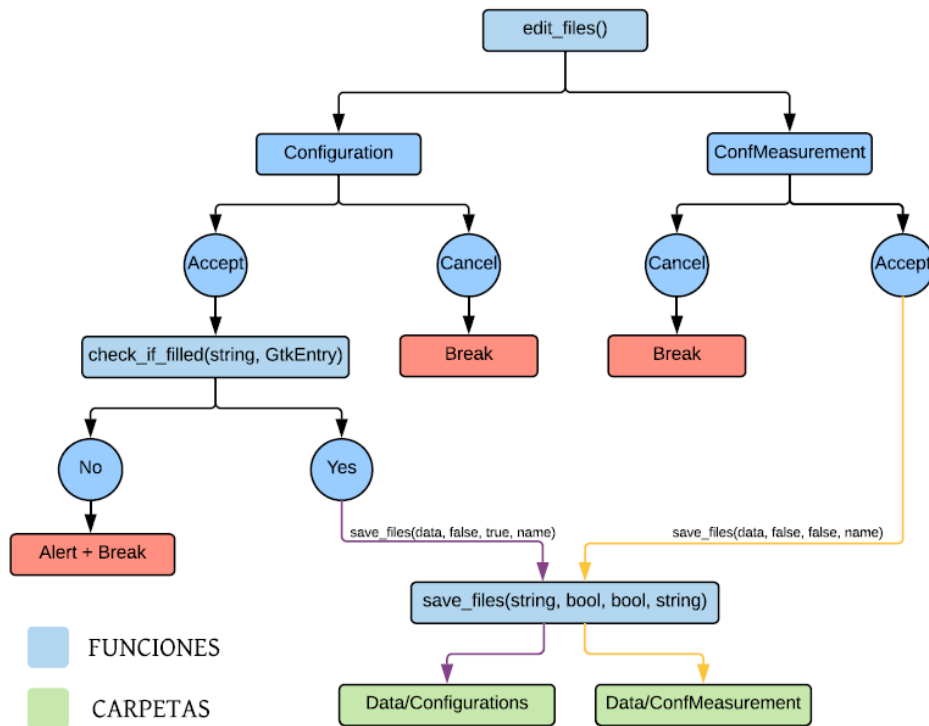 edit_files()
Configuration
ConfMeasurement
Accept
Cancel
Cancel
Accept
check_if_filled(string, GtkEntry)
Break
Break
No
Yes
save_files(data, false, true, name)
save_files(data, false, false, name)
Alert + Break
save_files(string, bool, bool, string)
FUNCIONES
Data/Configurations
Data/ConfMeasurement
CARPETAS